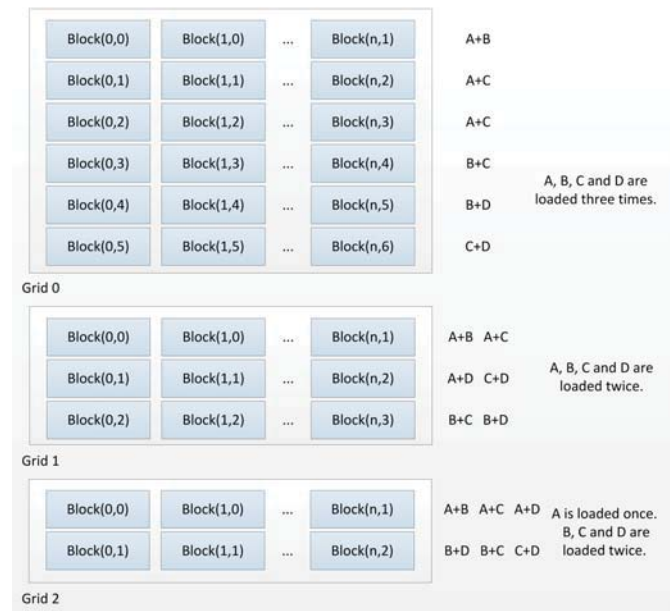 Block(0,0) Block(1,0) ... Block(n,1) A+B
Block(0,1) Block(1,1) ... Block(n,2) A+C
Block(0,2) Block(1,2) ... Block(n,3) A+C
Block(0,3) Block(1,3) ... Block(n,4) B+C
Block(0,4) Block(1,4) ... Block(n,5) B+D
Block(0,5) Block(1,5) ... Block(n,6) C+D
A, B, C and D are
loaded three times.
Grid 0
Block(0,0) Block(1,0) ... Block(n,1) A+B A+C
Block(0,1) Block(1,1) ... Block(n,2) A+D C+D
Block(0,2) Block(1,2) ... Block(n,3) B+C B+D
A, B, C and D are
loaded twice.
Grid 1
Block(0,0) Block(1,0) ... Block(n,1) A+B A+C A+D
Block(0,1) Block(1,1) ... Block(n,2) B+D B+C C+D
A is loaded once.
B, C and D are
loaded twice.
Grid 2